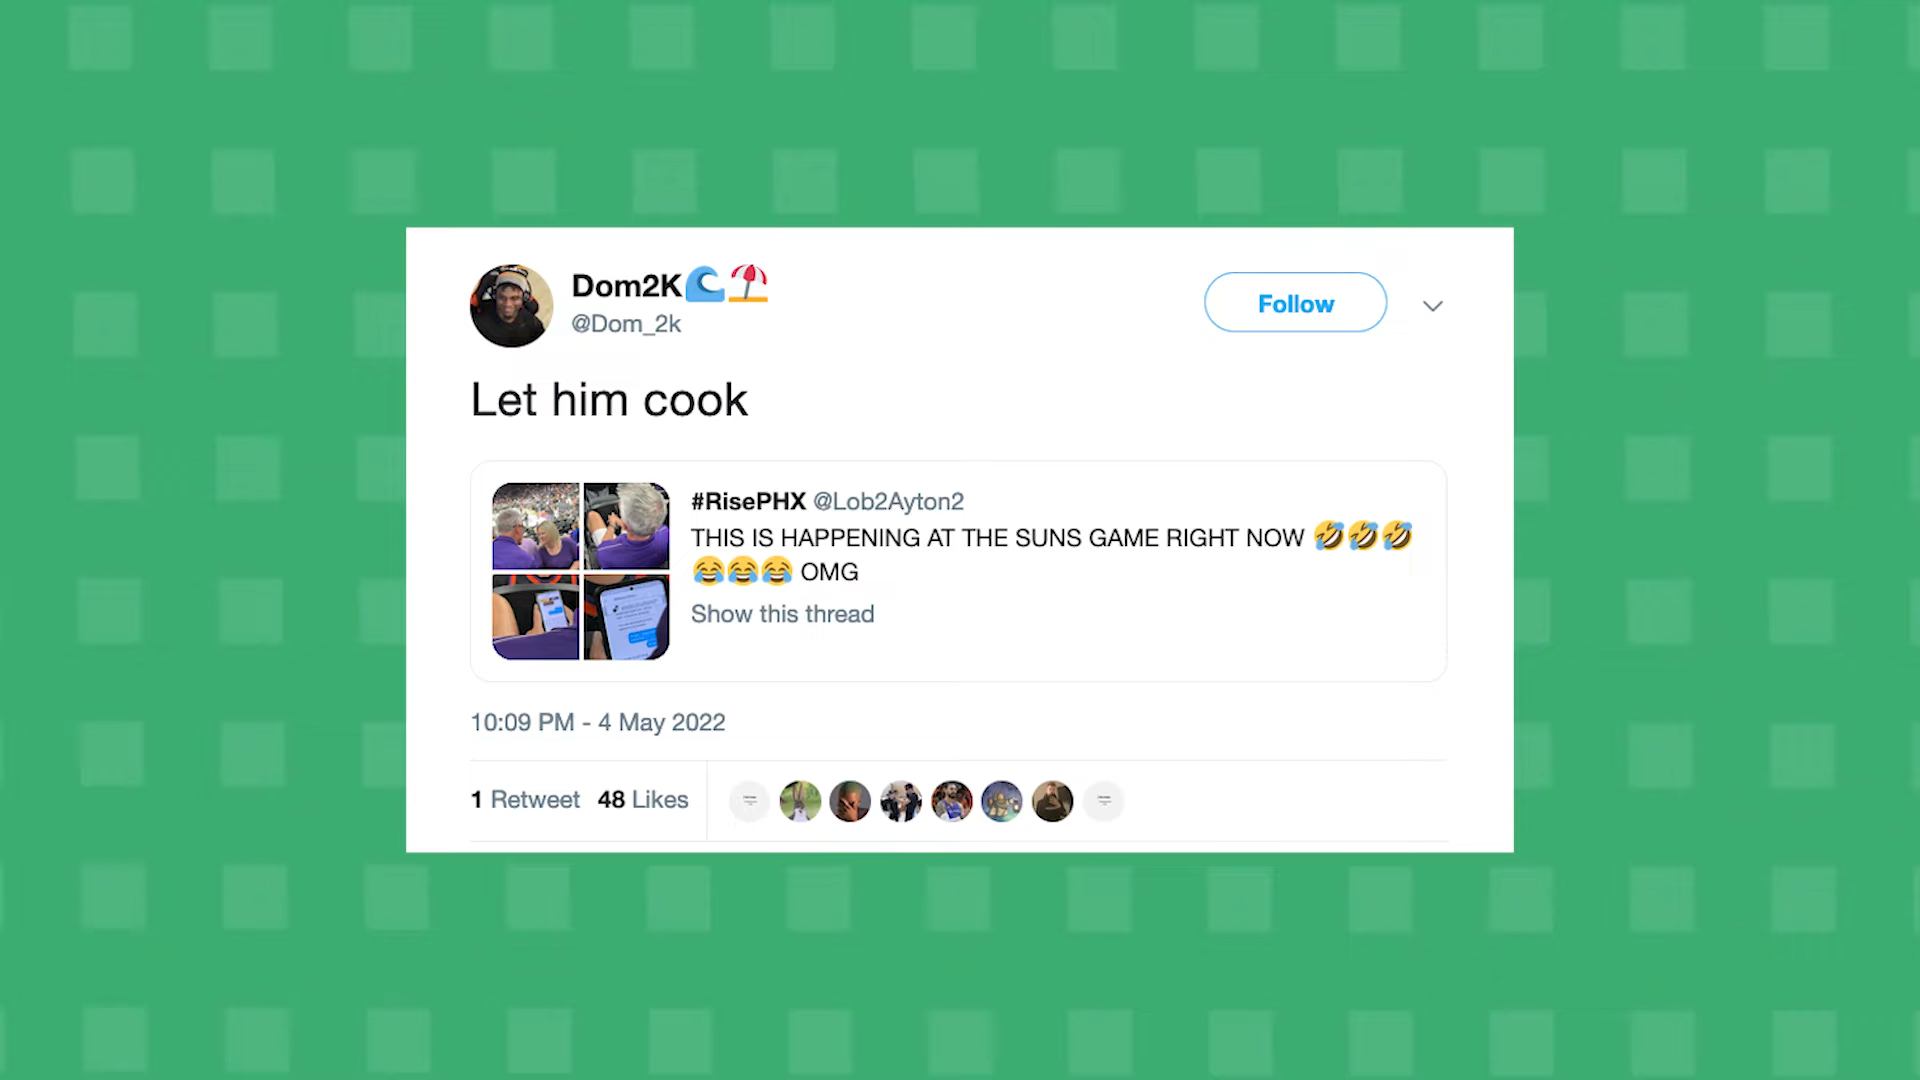 Dom2K🌊⛱️
@Dom_2k
Follow
Let him cook
#RisePHX @Lob2Ayton2
THIS IS HAPPENING AT THE SUNS GAME RIGHT NOW 🤣🤣🤣
😂😂😂 OMG
Show this thread
10:09 PM - 4 May 2022
1 Retweet 48 Likes